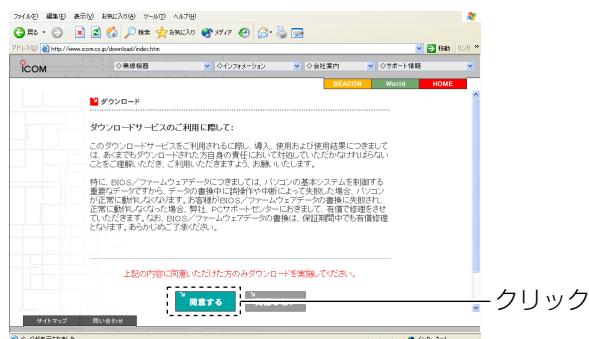 ファイル(F) 編集(E) 表示(V) お気に入り(A) ツール(T) ヘルプ(H)
戻る 検索 お気に入り メディア
アドレス(D) http://www.icom.co.jp/download/index.htm 移動 リンク »
ICOM ◇無線機器 ◇インフォメーション ◇会社案内 ◇サポート情報
BEACON World HOME
ダウンロード
ダウンロードサービスのご利用に際して:
このダウンロードサービスをご利用されるに際し、導入、使用および使用結果につきまして
は、あくまでもダウンロードされた方自身の責任において対処していただかなければならない
ことをご理解いただき、ご利用いただきますよう、お願いいたします。
特に、BIOS/ファームウェアデータにつきましては、パソコンの基本システムを制御する
重要なデータですから、データの書換中に誤操作や中断によって失敗した場合、パソコン
が正常に動作しなくなります。お客様がBIOS/ファームウェアデータの書換に失敗され、
正常に動作しなくなった場合、弊社、PCサポートセンターにおきまして、有償で修理をさせ
ていただきます。なお、BIOS/ファームウェアデータの書換は、保証期間中でも有償修理
となります。あらかじめご了承ください。
上記の内容に同意いただけた方のみダウンロードを実施してください。
同意する
クリック
サイトマップ 問い合わせ